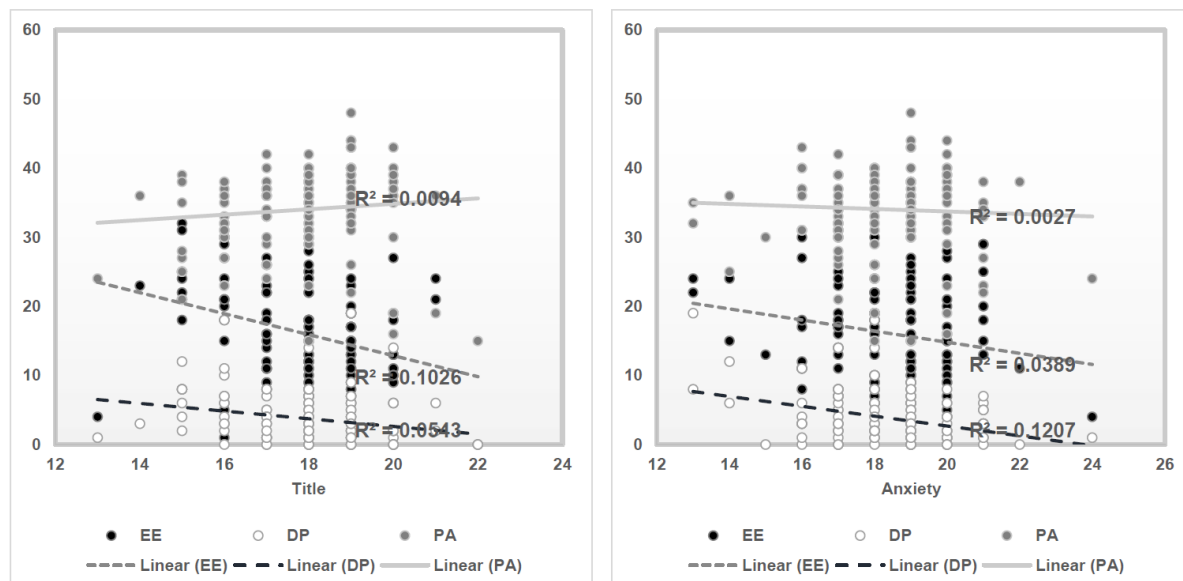 60
50
40
30
20
10
0
R² = 0.0094
R² = 0.1026
R² = 0.0543
12 14 16 18 20 22 24
Title
EE DP PA
Linear (EE) Linear (DP) Linear (PA)
60
50
40
30
20
10
0
R² = 0.0027
R² = 0.0389
R² = 0.1207
12 14 16 18 20 22 24 26
Anxiety
EE DP PA
Linear (EE) Linear (DP) Linear (PA)